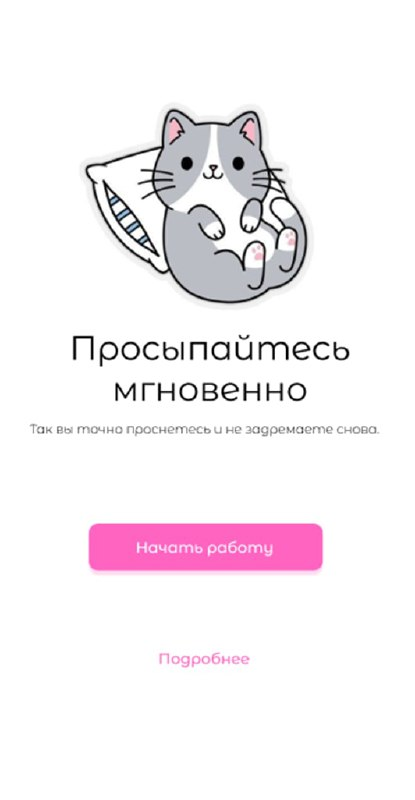 Просыпайтесь
мгновенно
Так вы точно проснетесь и не задремаете снова.
Начать работу
Подробнее